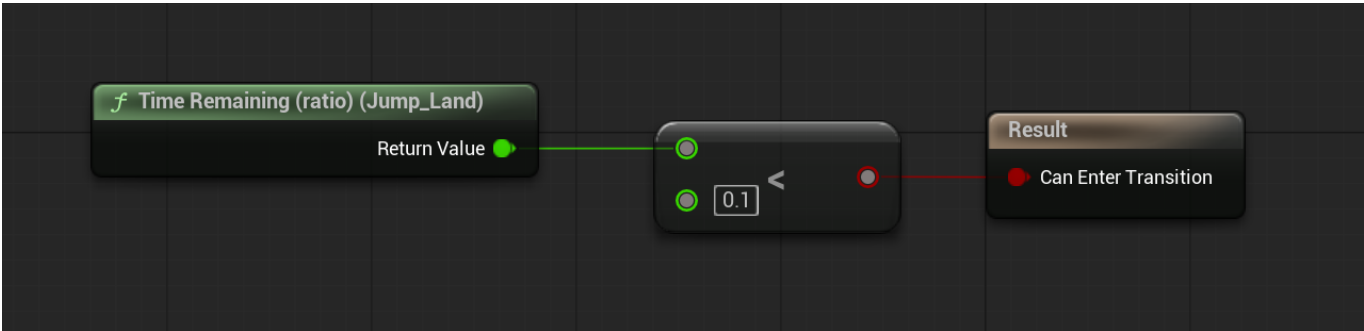 f Time Remaining (ratio) (Jump_Land)
Return Value
0.1
<
Result
Can Enter Transition